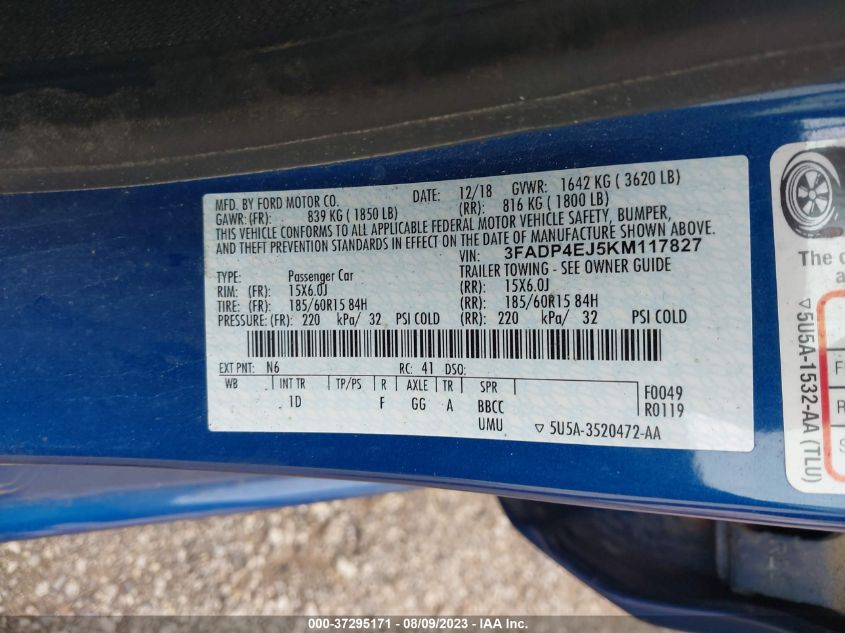 MFD. BY FORD MOTOR CO. DATE: 12/18 GVWR: 1642 KG ( 3620 LB)
GAWR: (FR): 839 KG ( 1850 LB) (RR): 816 KG ( 1800 LB)
THIS VEHICLE CONFORMS TO ALL APPLICABLE FEDERAL MOTOR VEHICLE SAFETY, BUMPER,
AND THEFT PREVENTION STANDARDS IN EFFECT ON THE DATE OF MANUFACTURE SHOWN ABOVE.
VIN: 3FADP4EJ5KM117827
TYPE: Passenger Car TRAILER TOWING - SEE OWNER GUIDE
RIM: (FR): 15X6.0J (RR): 15X6.0J
TIRE: (FR): 185/60R15 84H (RR): 185/60R15 84H
PRESSURE: (FR): 220 kPa/ 32 PSI COLD (RR): 220 kPa/ 32 PSI COLD
EXT PNT: N6 RC: 41 DSO:
WB INT TR TP/PS R AXLE TR SPR F0049
1D F GG A BBCC R0119
UMU ▽ 5U5A-3520472-AA
The c
▽ 5U5A-1532-AA (TLU)
F
R
S
000-37295171 - 08/09/2023 - IAA Inc.